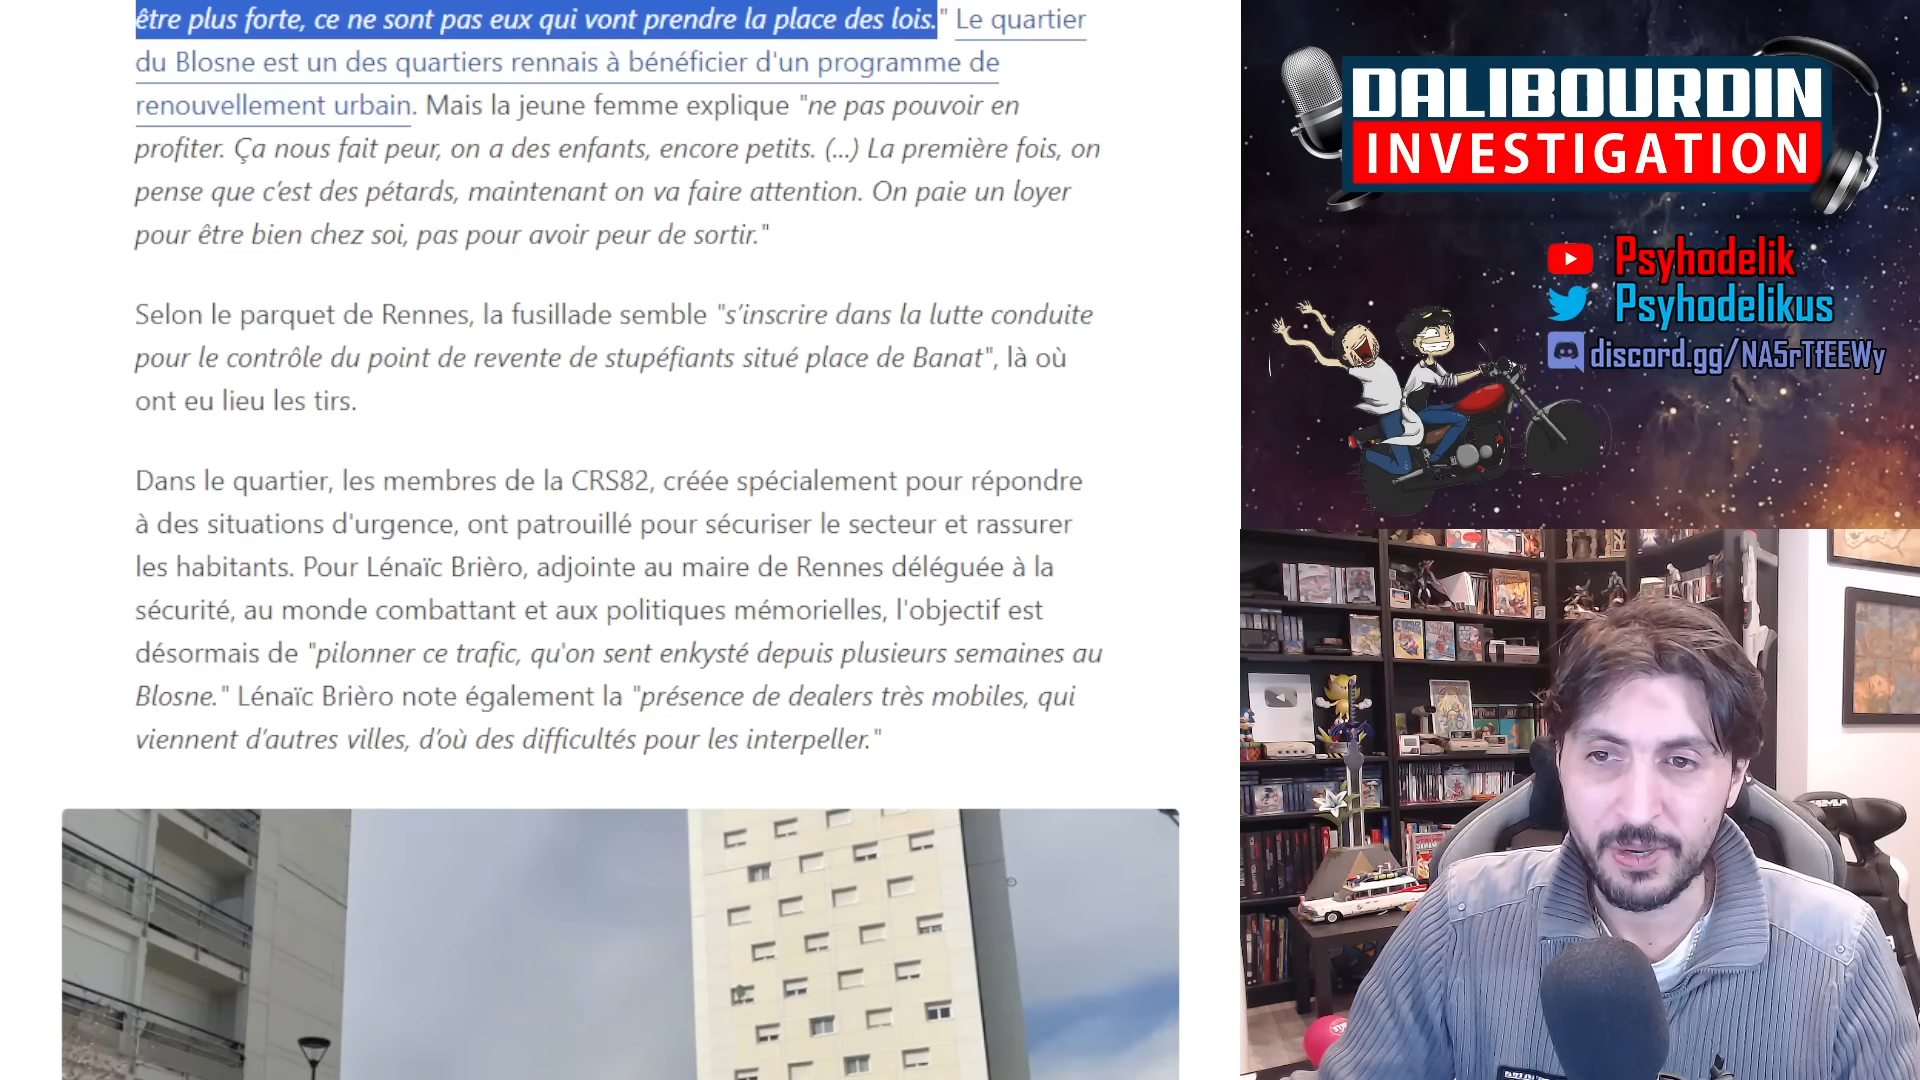 être plus forte, ce ne sont pas eux qui vont prendre la place des lois." Le quartier
du Blosne est un des quartiers rennais à bénéficier d'un programme de
renouvellement urbain. Mais la jeune femme explique "ne pas pouvoir en
profiter. Ça nous fait peur, on a des enfants, encore petits. (...) La première fois, on
pense que c’est des pétards, maintenant on va faire attention. On paie un loyer
pour être bien chez soi, pas pour avoir peur de sortir."
Selon le parquet de Rennes, la fusillade semble "s’inscrire dans la lutte conduite
pour le contrôle du point de revente de stupéfiants situé place de Banat", là où
ont eu lieu les tirs.
Dans le quartier, les membres de la CRS82, créée spécialement pour répondre
à des situations d'urgence, ont patrouillé pour sécuriser le secteur et rassurer
les habitants. Pour Lénaïc Brièro, adjointe au maire de Rennes déléguée à la
sécurité, au monde combattant et aux politiques mémorielles, l'objectif est
désormais de "pilonner ce trafic, qu'on sent enkysté depuis plusieurs semaines au
Blosne." Lénaïc Brièro note également la "présence de dealers très mobiles, qui
viennent d’autres villes, d’où des difficultés pour les interpeller."
DALIBOURDIN
INVESTIGATION
Psyhodelik
Psyhodelikus
discord.gg/NA5rTfEEWy